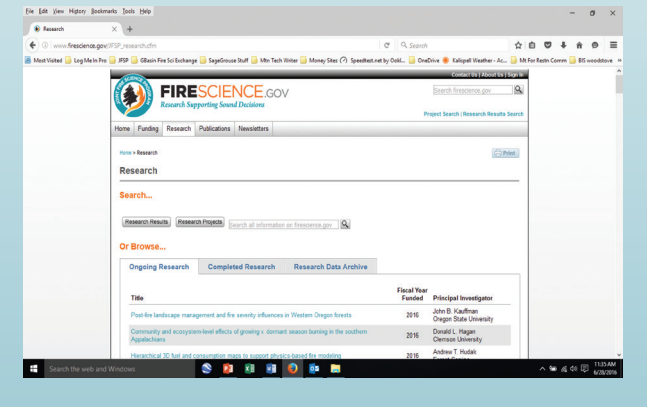 File Edit View History Bookmarks Tools Help
Research
www.firescience.gov/JFSP_research.cfm
Search
Most Visited Log Me In Pro JFSP GBasin Fire Sci Exchange SageGrouse Stuff Mtn Tech Writer Money Sites Speedtest.net by Ookl... OneDrive Kalispell Weather - Ac... Mt For Restn Comm BIS woodstove
Contact Us | About Us | Sign In
FIRESCIENCE.GOV
Research Supporting Sound Decisions
Search firescience.gov
Project Search | Research Results Search
Home Funding Research Publications Newsletters
Home » Research
Print
Research
Search...
Research Results Research Projects Search all information on firescience.gov
Or Browse...
Ongoing Research Completed Research Research Data Archive
Title Fiscal Year Funded Principal Investigator
Post-fire landscape management and fire severity influences in Western Oregon forests 2016 John B. Kauffman
Oregon State University
Community and ecosystem-level effects of growing v. dormant season burning in the southern Appalachians 2016 Donald L. Hagan
Clemson University
Hierarchical 3D fuel and consumption maps to support physics-based fire modeling 2016 Andrew T. Hudak
Search the web and Windows
11:35 AM
6/28/2016